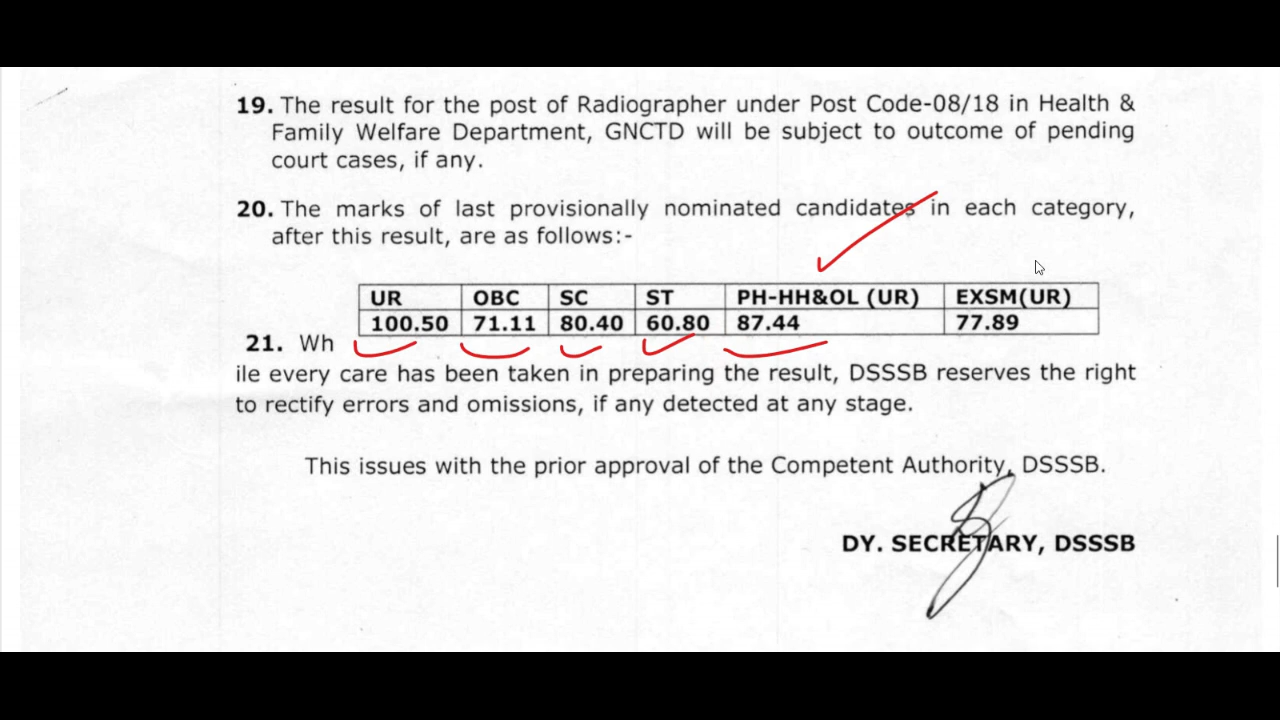 19. The result for the post of Radiographer under Post Code-08/18 in Health &
Family Welfare Department, GNCTD will be subject to outcome of pending
court cases, if any.
20. The marks of last provisionally nominated candidates in each category,
after this result, are as follows:-
UR OBC SC ST PH-HH&OL (UR) EXSM(UR)
100.50 71.11 80.40 60.80 87.44 77.89
21. Wh
ile every care has been taken in preparing the result, DSSSB reserves the right
to rectify errors and omissions, if any detected at any stage.
This issues with the prior approval of the Competent Authority, DSSSB.
DY. SECRETARY, DSSSB